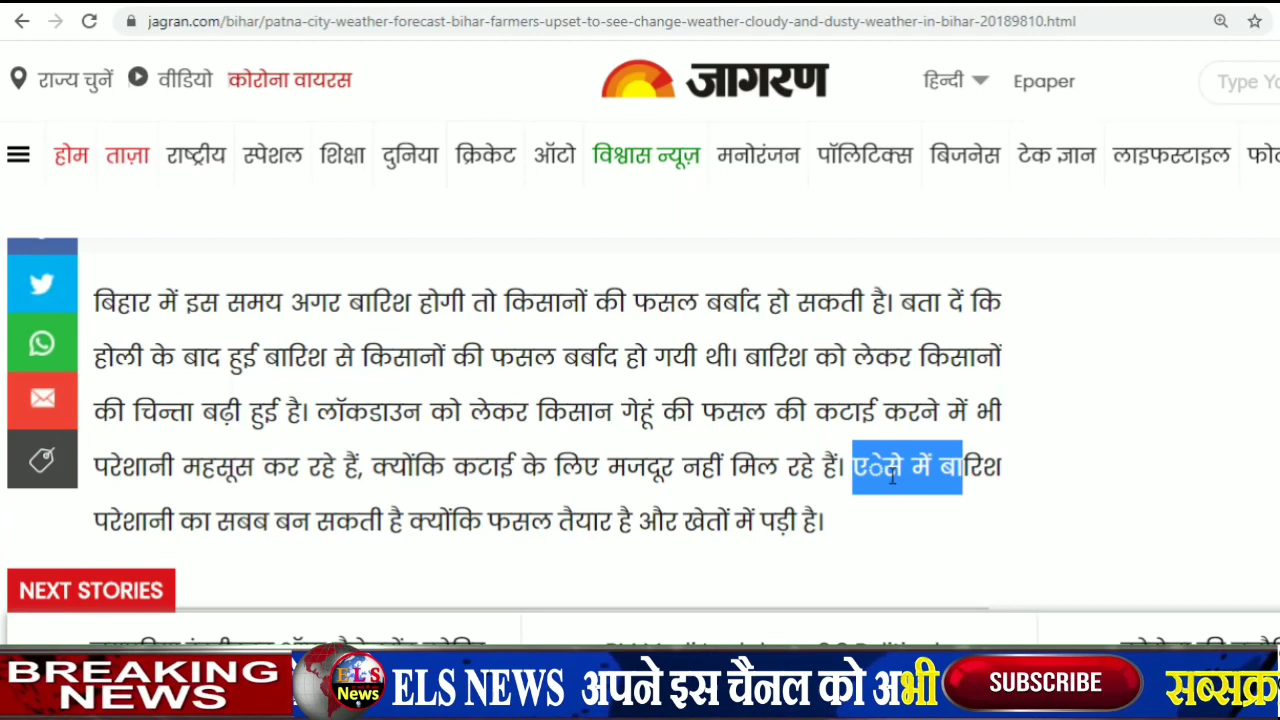 jagran.com/bihar/patna-city-weather-forecast-bihar-farmers-upset-to-see-change-weather-cloudy-and-dusty-weather-in-bihar-20189810.html
राज्य चुनें वीडियो कोरोना वायरस जागरण हिन्दी Epaper Type
होम ताज़ा राष्ट्रीय स्पेशल शिक्षा दुनिया क्रिकेट ऑटो विश्वास न्यूज़ मनोरंजन पॉलिटिक्स बिजनेस टेक ज्ञान लाइफस्टाइल
बिहार में इस समय अगर बारिश होगी तो किसानों की फसल बर्बाद हो सकती है। बता दें कि
होली के बाद हुई बारिश से किसानों की फसल बर्बाद हो गयी थी। बारिश को लेकर किसानों
की चिन्ता बढ़ी हुई है। लॉकडाउन को लेकर किसान गेहूं की फसल की कटाई करने में भी
परेशानी महसूस कर रहे हैं, क्योंकि कटाई के लिए मजदूर नहीं मिल रहे हैं। एेसे में बारिश
परेशानी का सबब बन सकती है क्योंकि फसल तैयार है और खेतों में पड़ी है।
NEXT STORIES
BREAKING NEWS
ELS News
ELS NEWS अपने इस चैंनल को अभी SUBSCRIBE